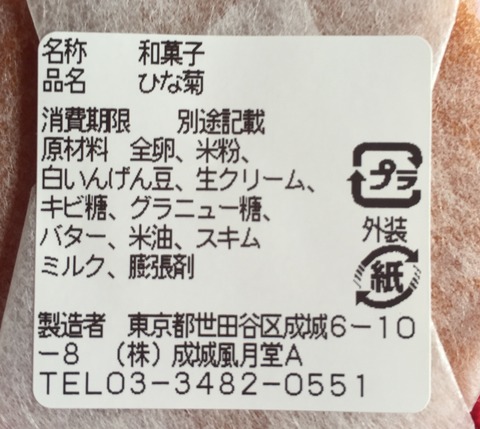 名称　　和菓子
品名　　ひな菊
消費期限　　別途記載
原材料　全卵、米粉、
白いんげん豆、生クリーム、
キビ糖、グラニュー糖、
バター、米油、スキム
ミルク、膨張剤
プラ
外装
紙
製造者　東京都世田谷区成城6-10
-8　（株）成城風月堂A
TEL03-3482-0551